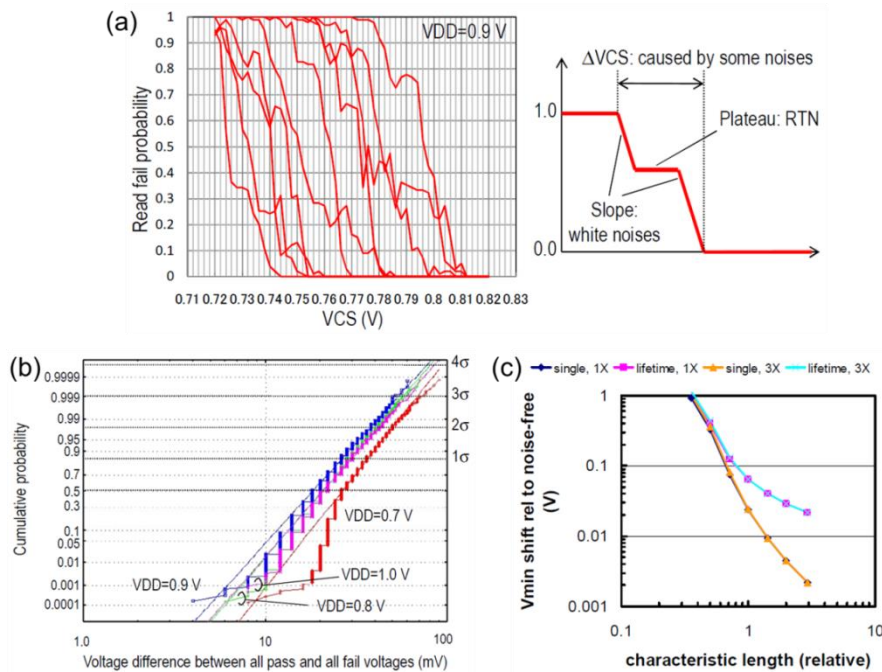 (a)
VDD=0.9 V
Read fail probability
1
0.9
0.8
0.7
0.6
0.5
0.4
0.3
0.2
0.1
0
0.71 0.72 0.73 0.74 0.75 0.76 0.77 0.78 0.79 0.8 0.81 0.82 0.83
VCS (V)
ΔVCS: caused by some noises
1.0
Plateau: RTN
Slope:
white noises
0.0
(b)
Cumulative probability
0.9999
0.999
0.99
0.95
0.9
0.7
0.5
0.3
0.1
0.05
0.01
0.001
0.0001
4σ
3σ
2σ
1σ
VDD=0.7 V
VDD=0.9 V
VDD=1.0 V
VDD=0.8 V
1.0 10 100
Voltage difference between all pass and all fail voltages (mV)
(c)
single, 1X lifetime, 1X single, 3X lifetime, 3X
Vmin shift rel to noise-free
(V)
1
0.1
0.01
0.001
0.1 1 10
characteristic length (relative)